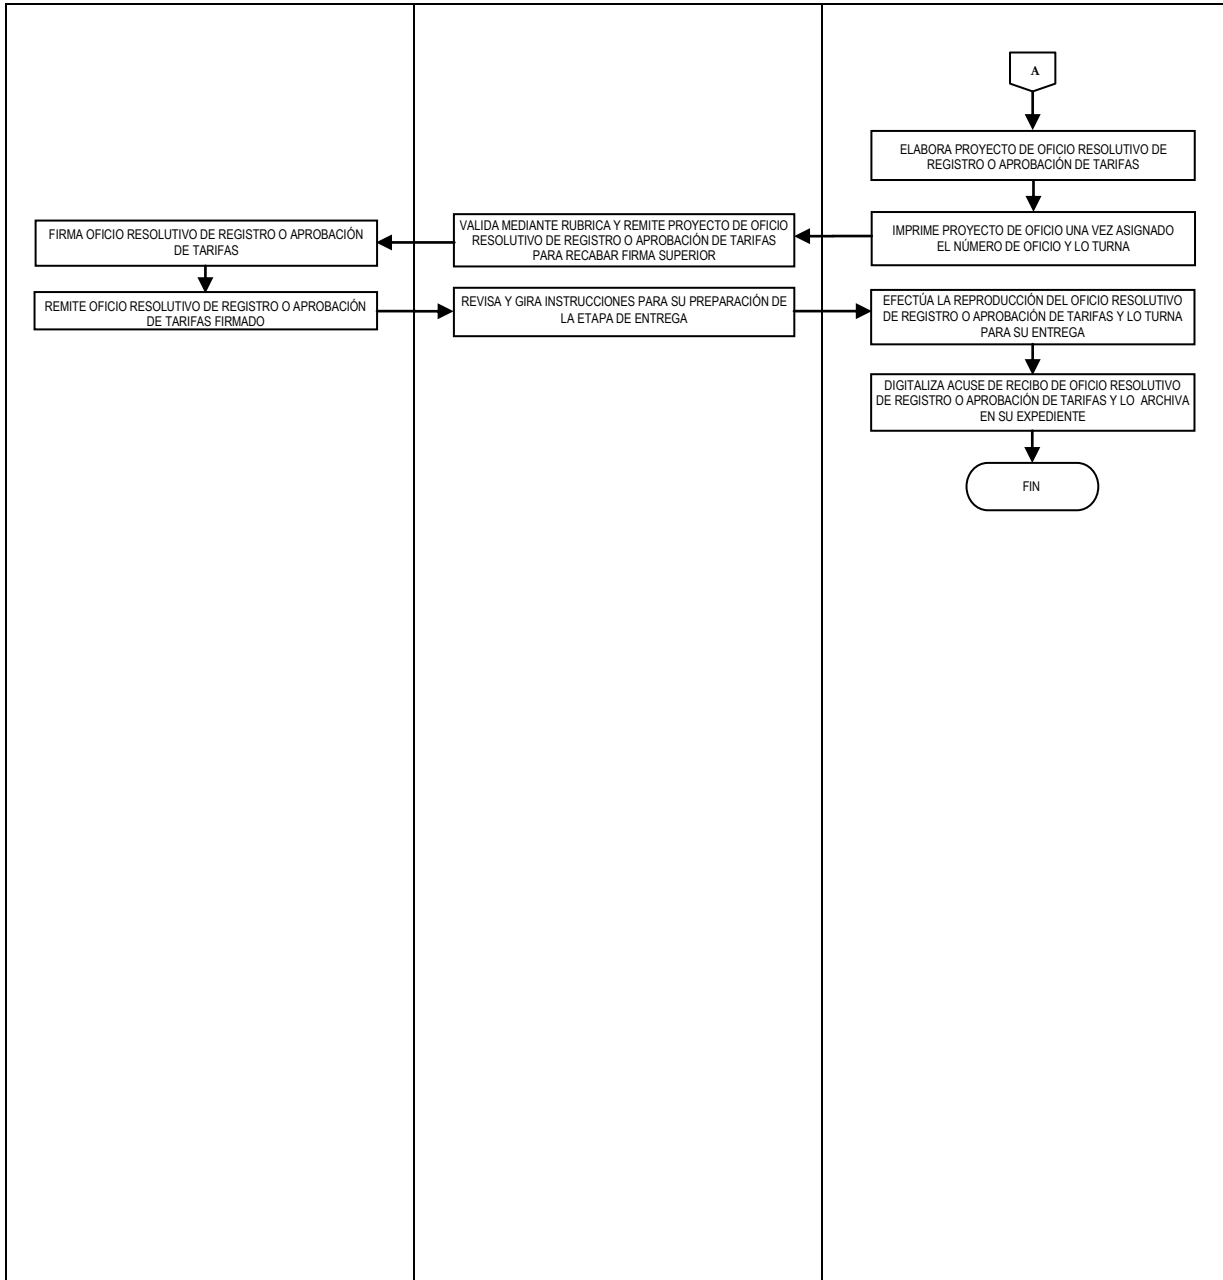 A
ELABORA PROYECTO DE OFICIO RESOLUTIVO DE
REGISTRO O APROBACIÓN DE TARIFAS
IMPRIME PROYECTO DE OFICIO UNA VEZ ASIGNADO
EL NÚMERO DE OFICIO Y LO TURNA
VALIDA MEDIANTE RUBRICA Y REMITE PROYECTO DE OFICIO
RESOLUTIVO DE REGISTRO O APROBACIÓN DE TARIFAS
PARA RECABAR FIRMA SUPERIOR
FIRMA OFICIO RESOLUTIVO DE REGISTRO O APROBACIÓN
DE TARIFAS
REMITE OFICIO RESOLUTIVO DE REGISTRO O APROBACIÓN
DE TARIFAS FIRMADO
REVISA Y GIRA INSTRUCCIONES PARA SU PREPARACIÓN DE
LA ETAPA DE ENTREGA
EFECTÚA LA REPRODUCCIÓN DEL OFICIO RESOLUTIVO
DE REGISTRO O APROBACIÓN DE TARIFAS Y LO TURNA
PARA SU ENTREGA
DIGITALIZA ACUSE DE RECIBO DE OFICIO RESOLUTIVO
DE REGISTRO O APROBACIÓN DE TARIFAS Y LO ARCHIVA
EN SU EXPEDIENTE
FIN